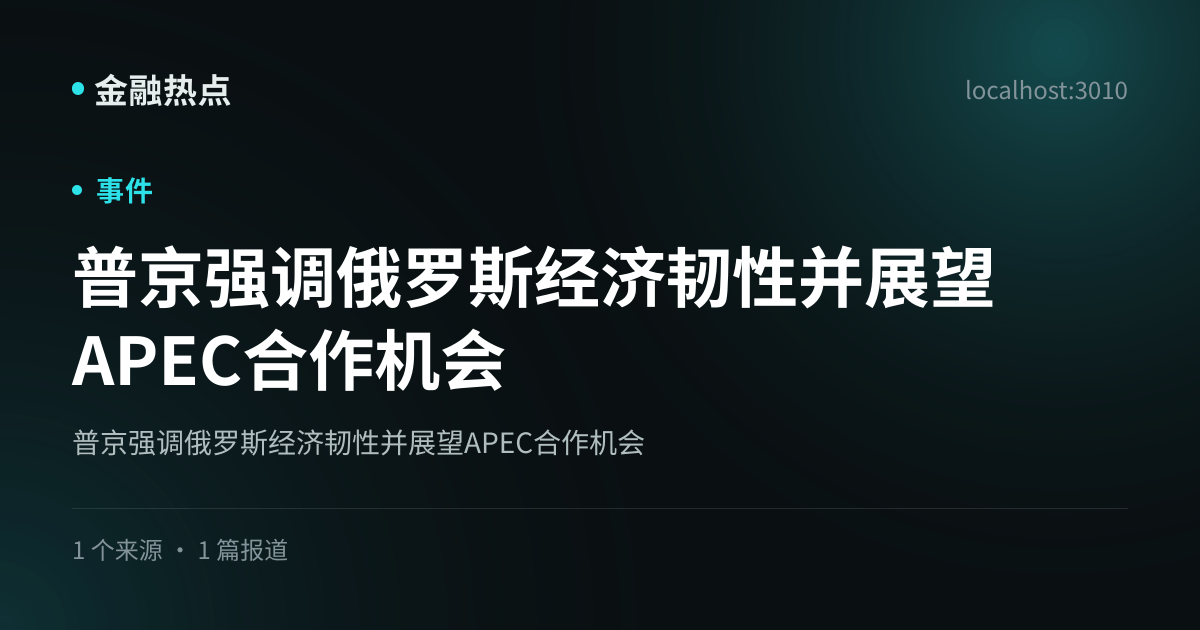 金融热点
localhost:3010
事件
普京强调俄罗斯经济韧性并展望
APEC合作机会
普京强调俄罗斯经济韧性并展望APEC合作机会
1 个来源 · 1 篇报道